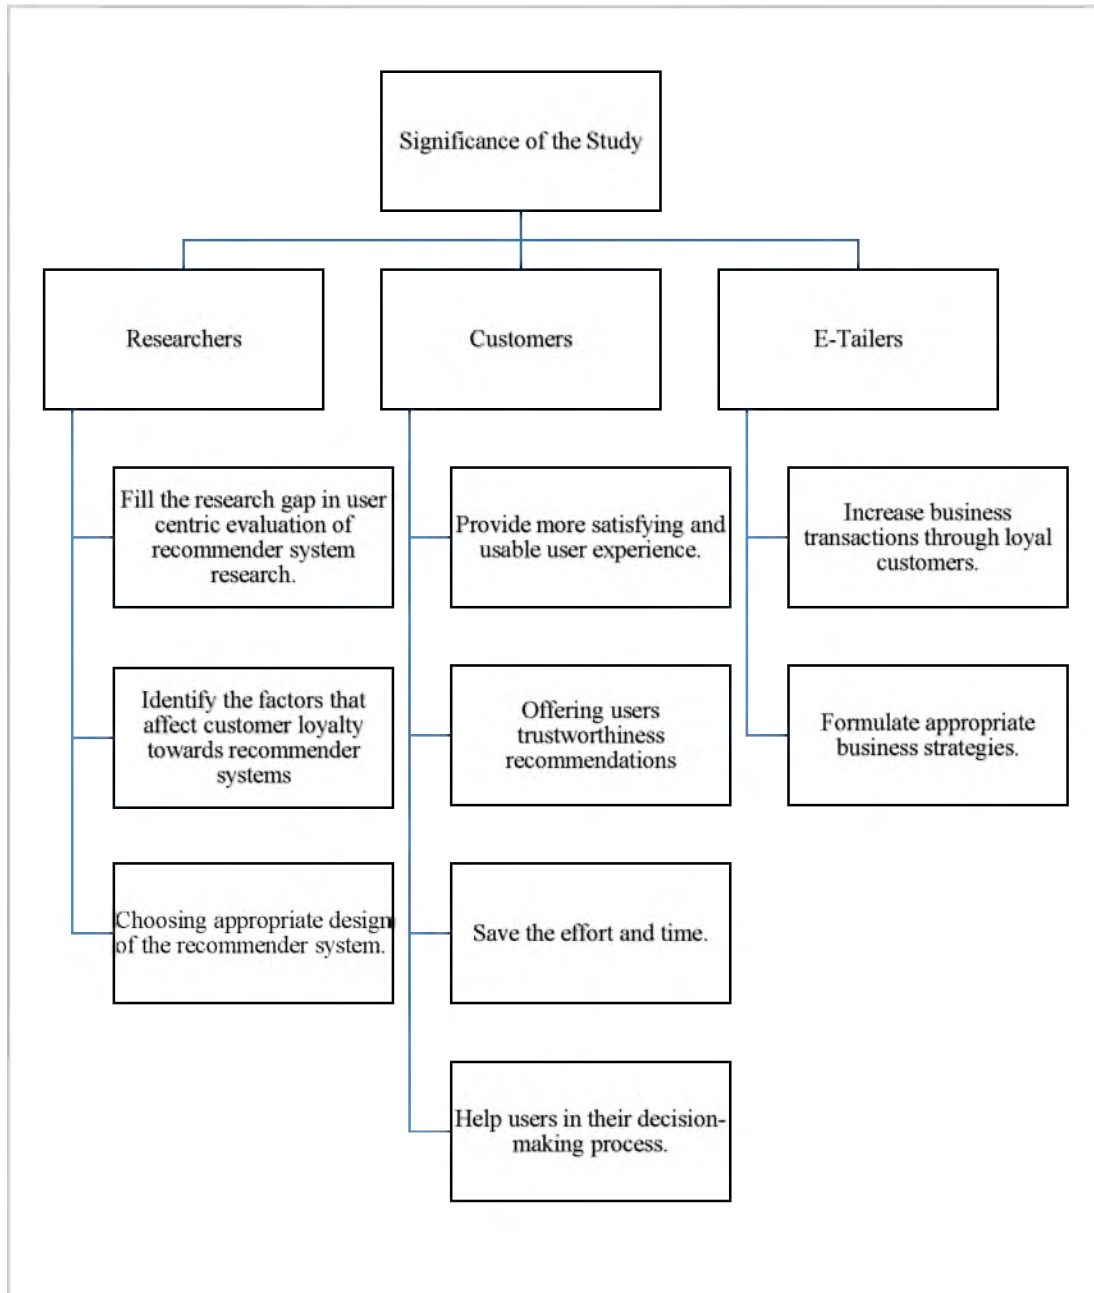 Significance of the Study
Researchers
Customers
E-Tailers
Fill the research gap in user
centric evaluation of
recommender system
research.
Identify the factors that
affect customer loyalty
towards recommender
systems
Choosing appropriate design
of the recommender system.
Provide more satisfying and
usable user experience.
Offering users
trustworthiness
recommendations
Save the effort and time.
Help users in their decision-
making process.
Increase business
transactions through loyal
customers.
Formulate appropriate
business strategies.